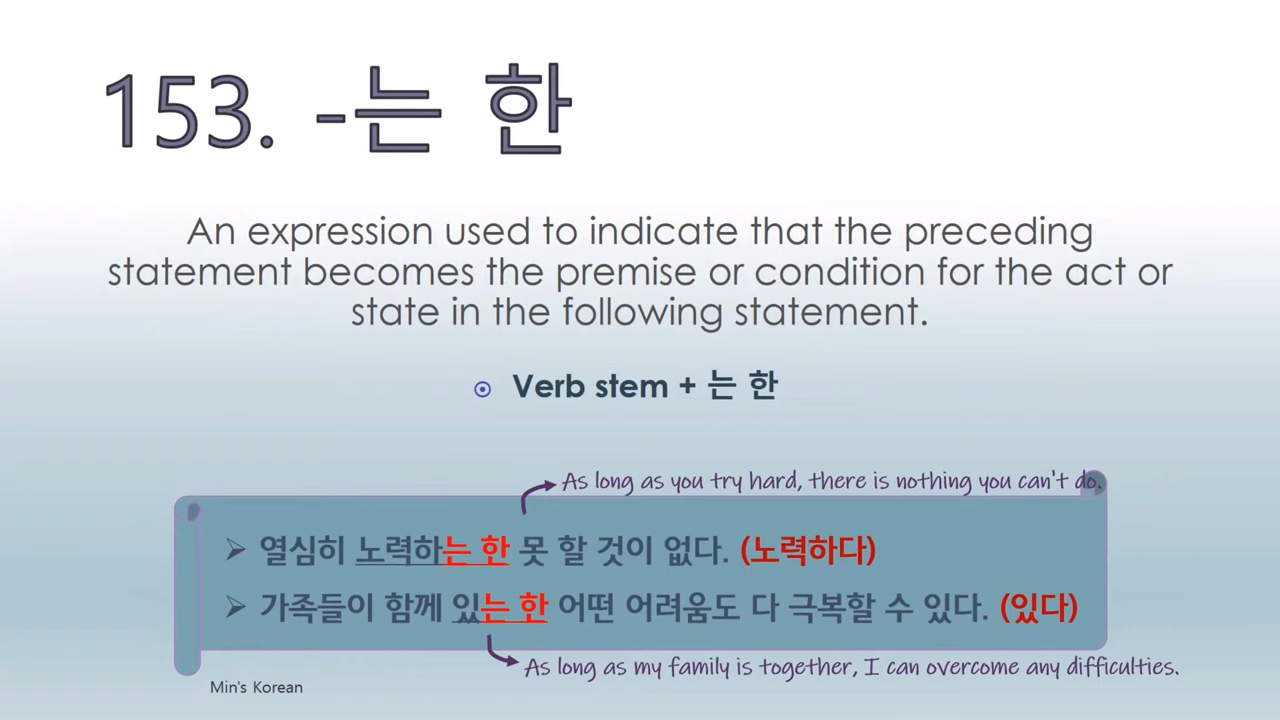 153. -는 한
An expression used to indicate that the preceding
statement becomes the premise or condition for the act or
state in the following statement.
Verb stem + 는 한
As long as you try hard, there is nothing you can't do.
열심히 노력하는 한 못 할 것이 없다. (노력하다)
가족들이 함께 있는 한 어떤 어려움도 다 극복할 수 있다. (있다)
As long as my family is together, I can overcome any difficulties.
Min's Korean